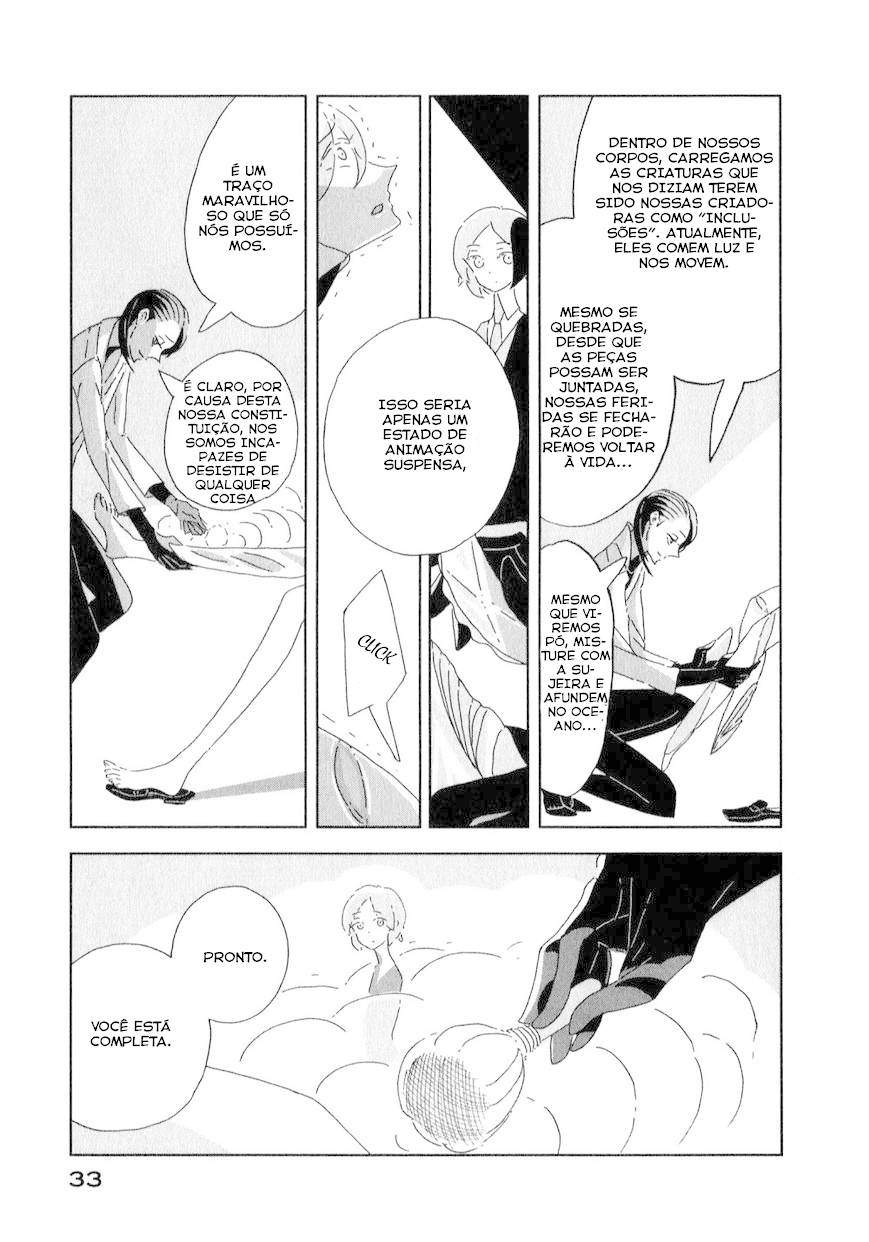 DENTRO DE NOSSOS
CORPOS, CARREGAMOS
AS CRIATURAS QUE
NOS DIZIAM TEREM
SIDO NOSSAS CRIADO-
RAS COMO "INCLU-
SÕES". ATUALMENTE,
ELES COMEM LUZ E
NOS MOVEM.
MESMO SE
QUEBRADAS,
DESDE QUE
AS PEÇAS
POSSAM SER
JUNTADAS,
NOSSAS FERI-
DAS SE FECHA-
RÃO E PODE-
REMOS VOLTAR
À VIDA...
MESMO
QUE VI-
REMOS
PÓ, MIS-
TURE COM
A SU-
JEIRA E
AFUNDEM
NO OCE-
ANO...
ISSO SERIA
APENAS UM
ESTADO DE
ANIMAÇÃO
SUSPENSA,
CLICK
É UM
TRAÇO
MARAVILHO-
SO QUE SÓ
NÓS POSSUÍ-
MOS.
É CLARO, POR
CAUSA DESTA
NOSSA CONSTI-
TUIÇÃO, NOS
SOMOS INCA-
PAZES DE
DESISTIR DE
QUALQUER
COISA
PRONTO.
VOCÊ ESTÁ
COMPLETA.
33